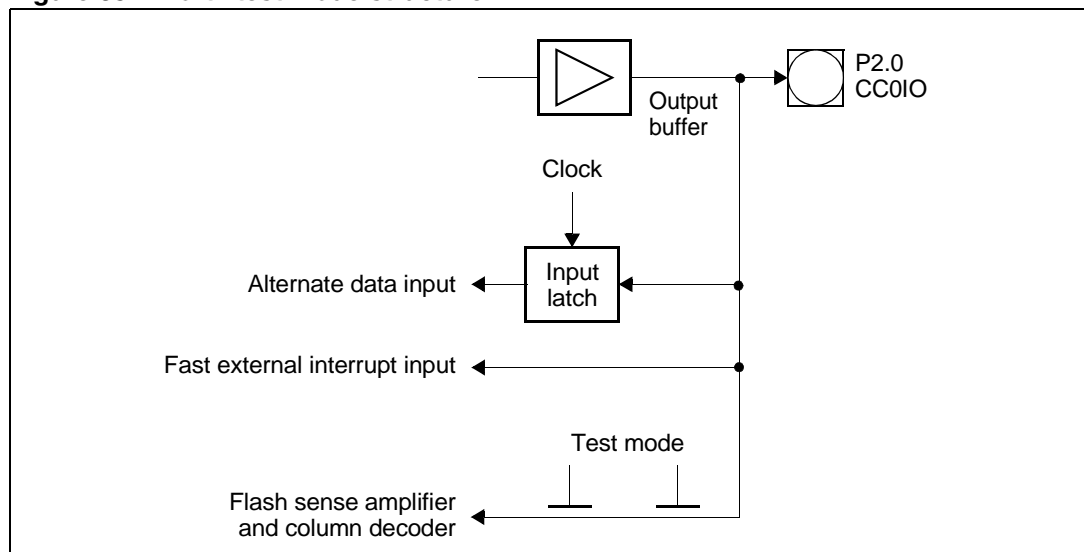 P2.0
CC0IO
Output
buffer
Clock
Input
latch
Alternate data input
Fast external interrupt input
Test mode
Flash sense amplifier
and column decoder